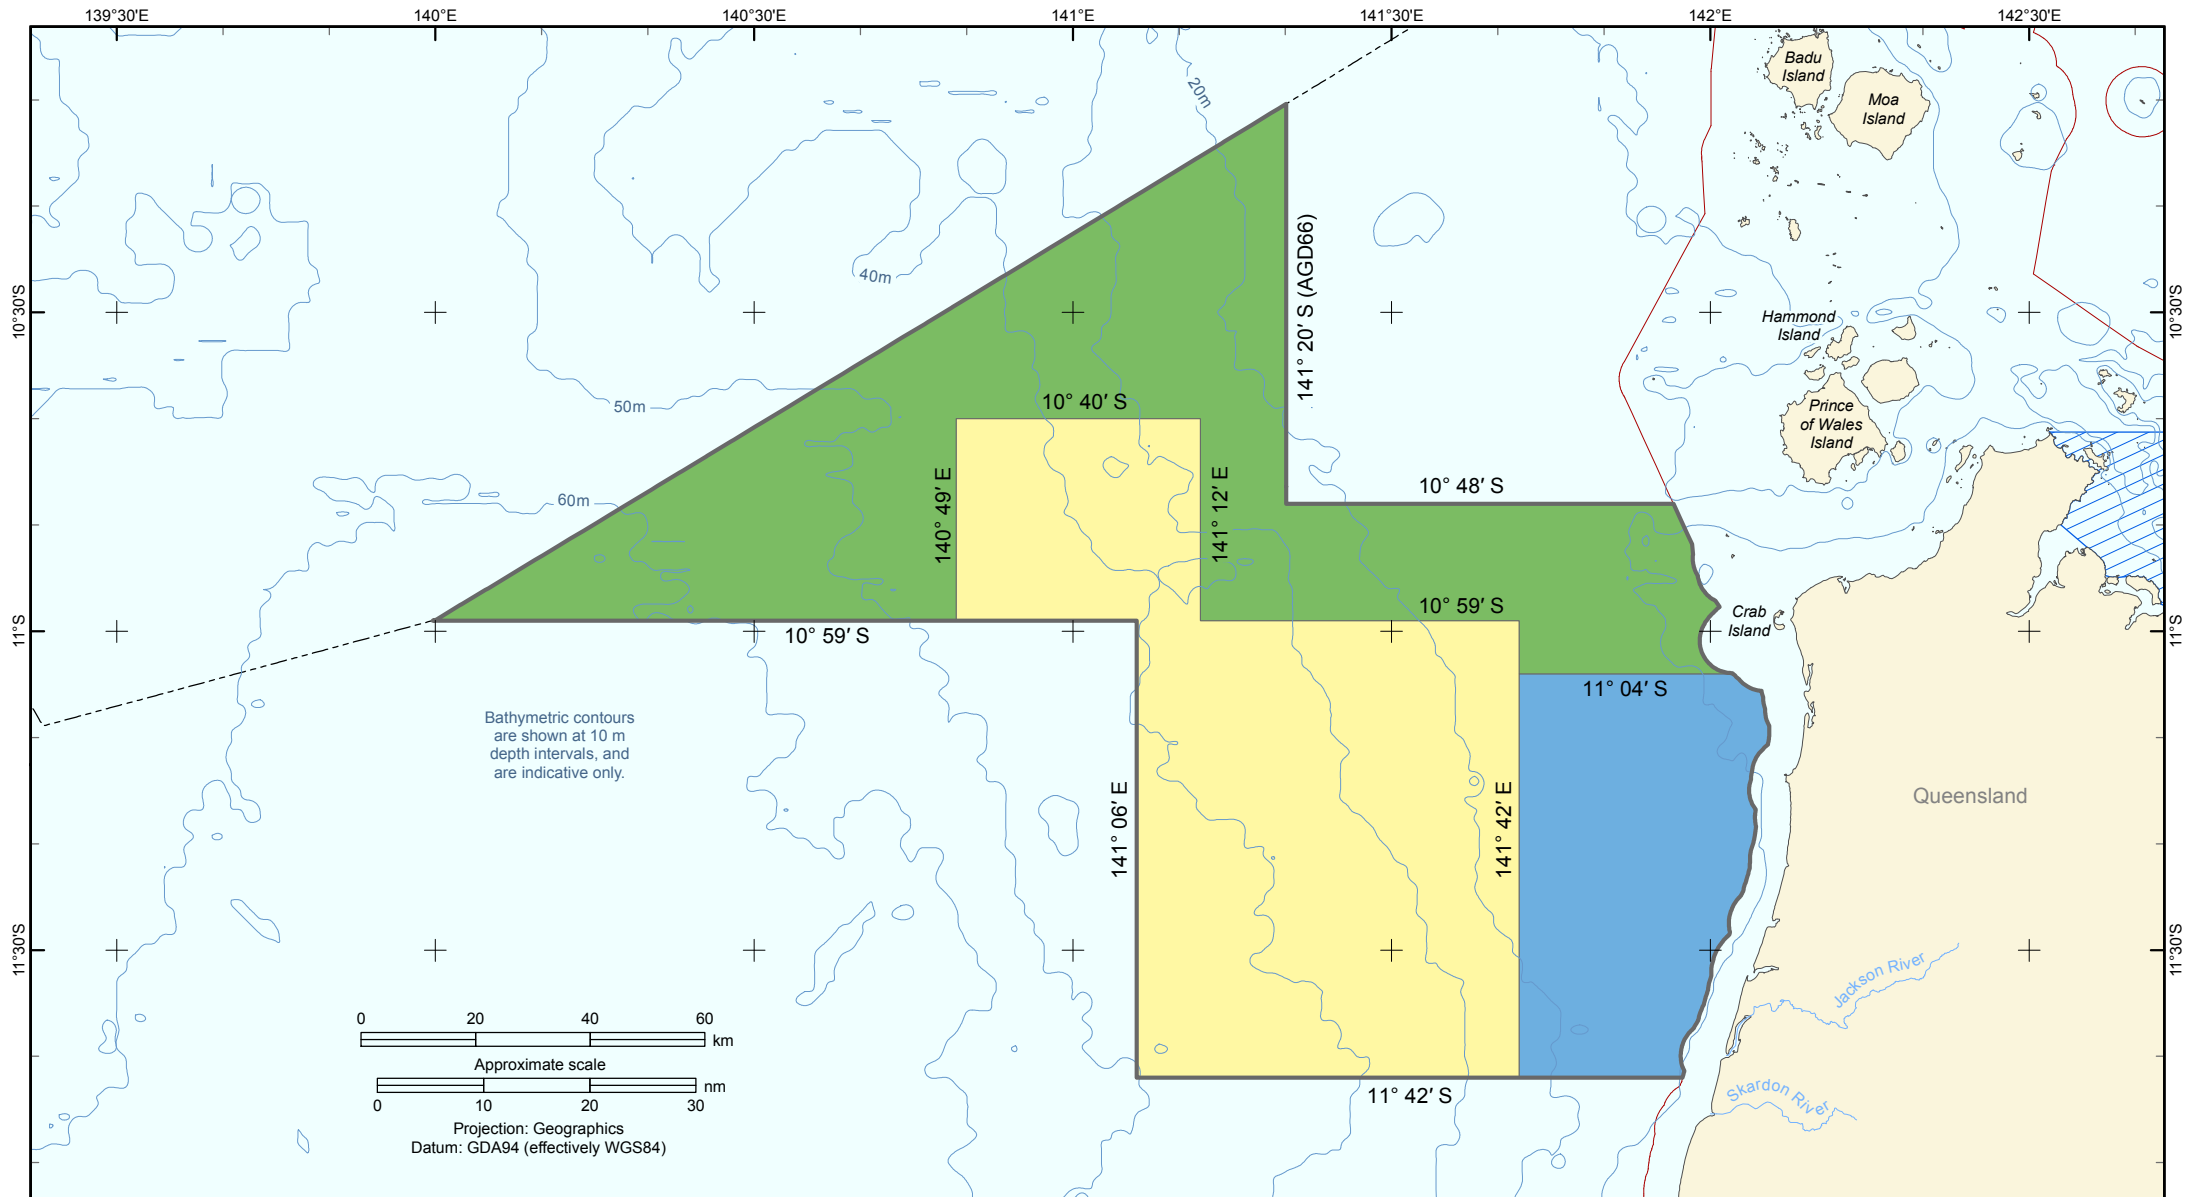 139°30'E
140°E
140°30'E
141°E
141°30'E
142°E
142°30'E
Badu
Island
Moa
Island
20m
40m
141° 20′ S (AGD66)
10°30'S
10°30'S
Hammond
Island
50m
10° 40′ S
Prince
of Wales
Island
10° 48′ S
60m
140° 49′ E
141° 12′ E
10° 59′ S
Crab
Island
11°S
11°S
10° 59′ S
11° 04′ S
Bathymetric contours
are shown at 10 m
depth intervals, and
are indicative only.
141° 06′ E
141° 42′ E
Queensland
11°30'S
11°30'S
Jackson River
0 20 40 60
km
Approximate scale
nm
0 10 20 30
11° 42′ S
Skardon River
Projection: Geographics
Datum: GDA94 (effectively WGS84)